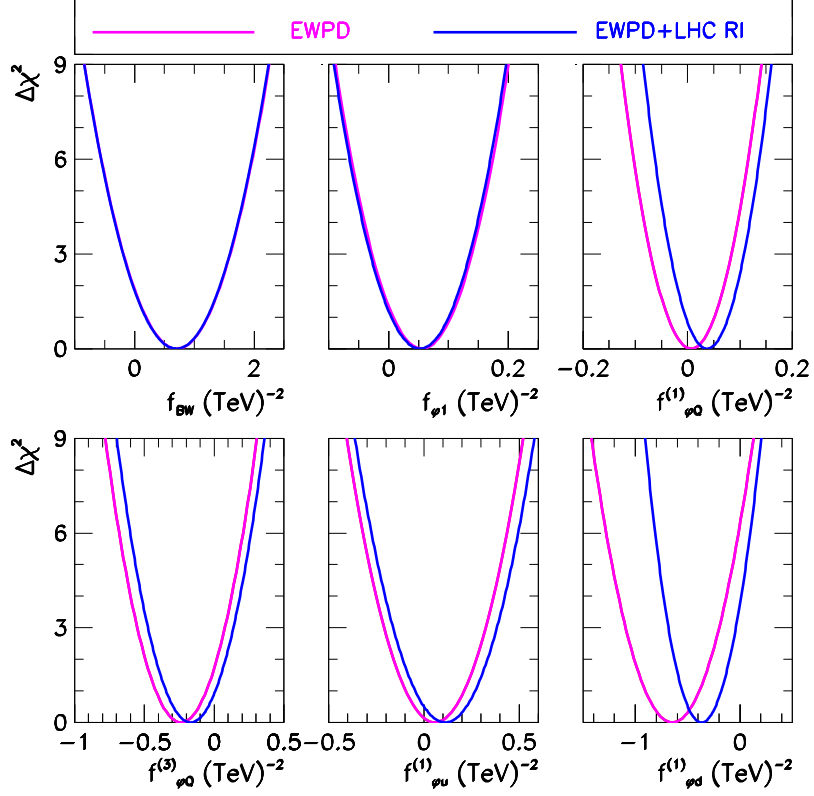 EWPD EWPD+LHC RI
Δχ²
9
6
3
0
0 2 0 0.2 −0.2 0 0.2
f_BW (TeV)⁻² f_φ1 (TeV)⁻² f⁽¹⁾_φQ (TeV)⁻²
Δχ²
9
6
3
0
−1 −0.5 0 0.5 −0.5 0 0.5 −1 0
f⁽³⁾_φQ (TeV)⁻² f⁽¹⁾_φu (TeV)⁻² f⁽¹⁾_φd (TeV)⁻²